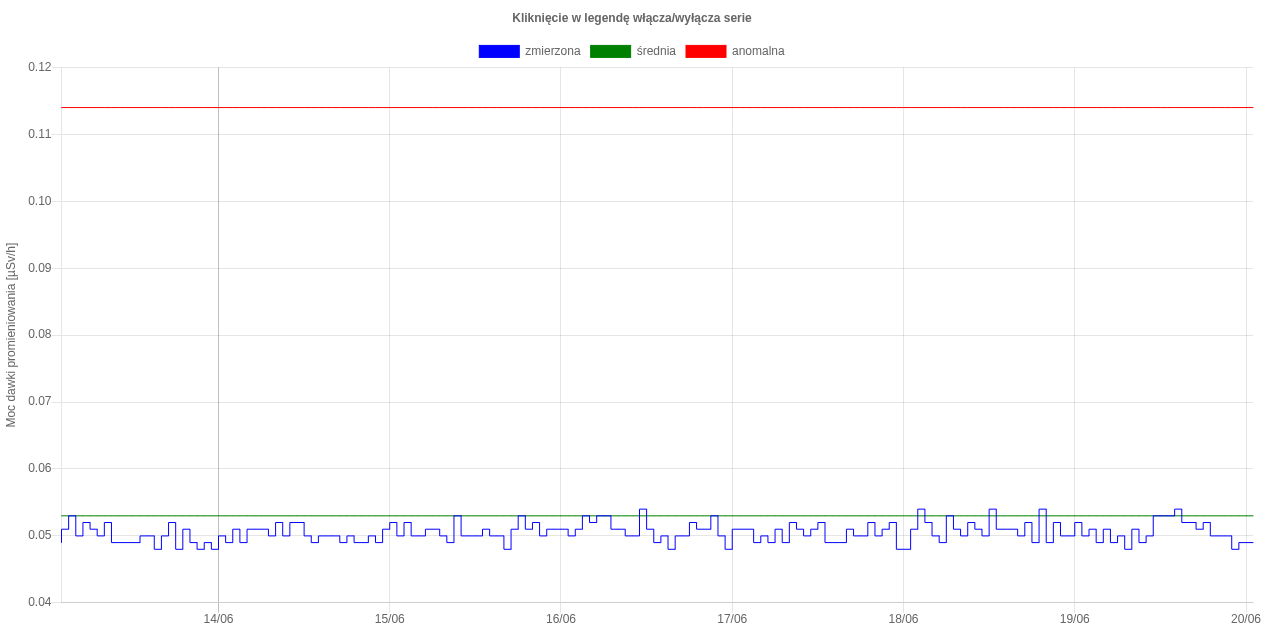 Kliknięcie w legendę włącza/wyłącza serie
zmierzona średnia anomalna
Moc dawki promieniowania [µSv/h]
0.12
0.11
0.10
0.09
0.08
0.07
0.06
0.05
0.04
14/06 15/06 16/06 17/06 18/06 19/06 20/06